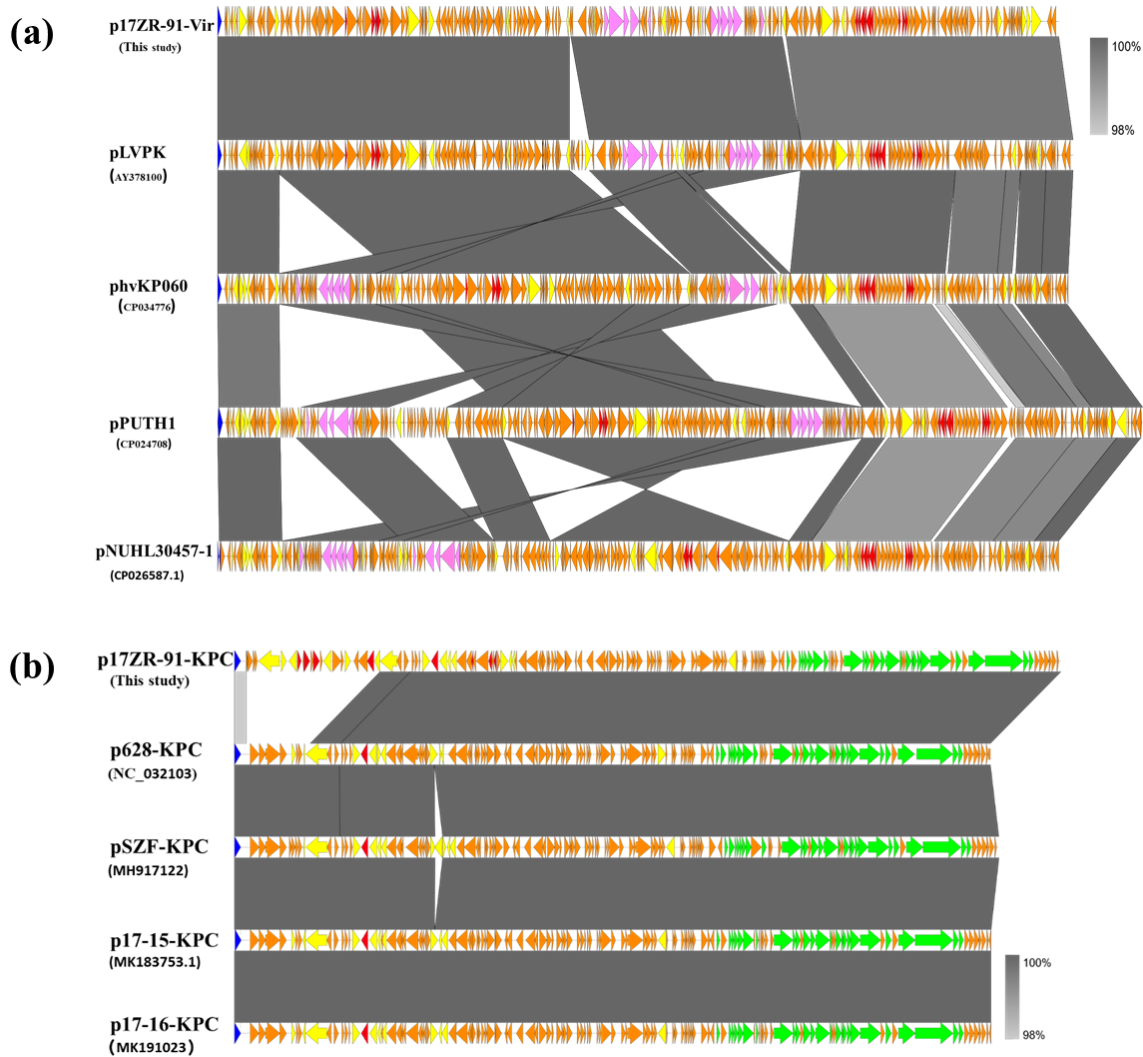 (a)
p17ZR-91-Vir
(This study)
100%
98%
pLVPK
(AY378100)
phvKP060
(CP034776)
pPUTH1
(CP024708)
pNUHL30457-1
(CP026587.1)
(b)
p17ZR-91-KPC
(This study)
p628-KPC
(NC_032103)
pSZF-KPC
(MH917122)
p17-15-KPC
(MK183753.1)
100%
98%
p17-16-KPC
(MK191023)